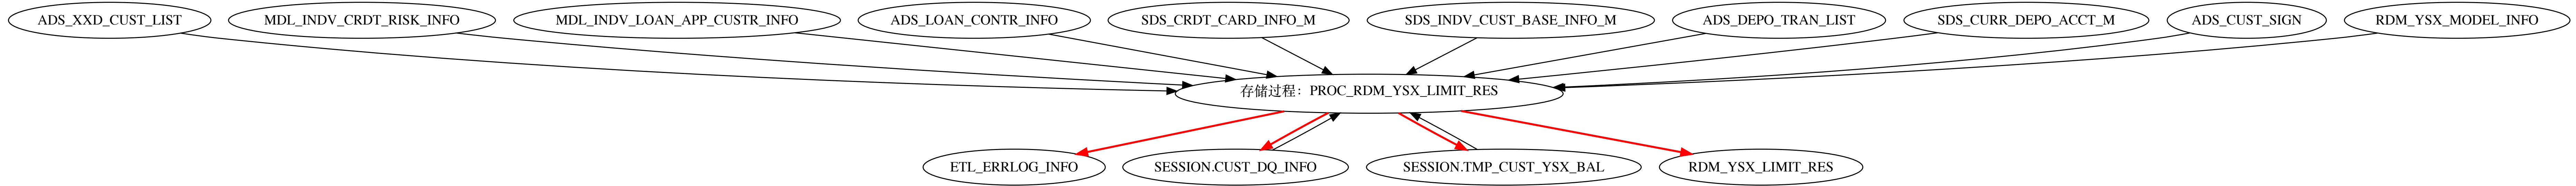 ADS_XXD_CUST_LIST
MDL_INDV_CRDT_RISK_INFO
MDL_INDV_LOAN_APP_CUSTR_INFO
ADS_LOAN_CONTR_INFO
SDS_CRDT_CARD_INFO_M
SDS_INDV_CUST_BASE_INFO_M
ADS_DEPO_TRAN_LIST
SDS_CURR_DEPO_ACCT_M
ADS_CUST_SIGN
RDM_YSX_MODEL_INFO
存储过程：PROC_RDM_YSX_LIMIT_RES
ETL_ERRLOG_INFO
SESSION.CUST_DQ_INFO
SESSION.TMP_CUST_YSX_BAL
RDM_YSX_LIMIT_RES